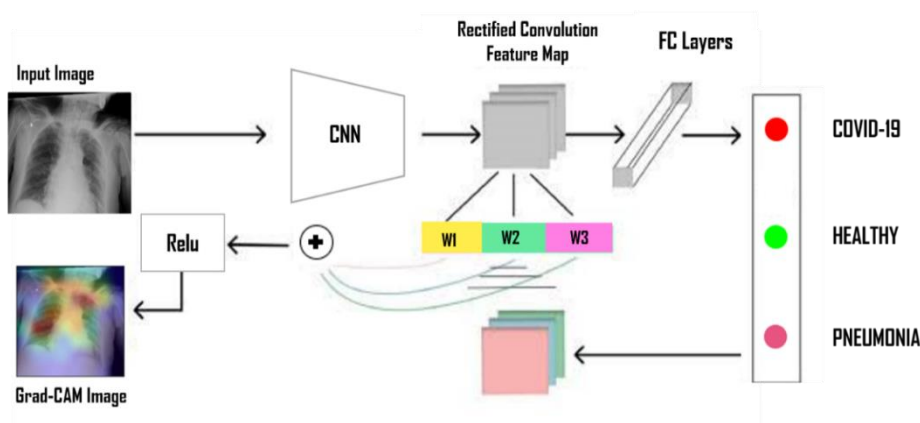 Rectified Convolution
Feature Map
FC Layers
Input Image
CNN
COVID-19
W1 W2 W3
HEALTHY
Relu
+
PNEUMONIA
Grad-CAM Image